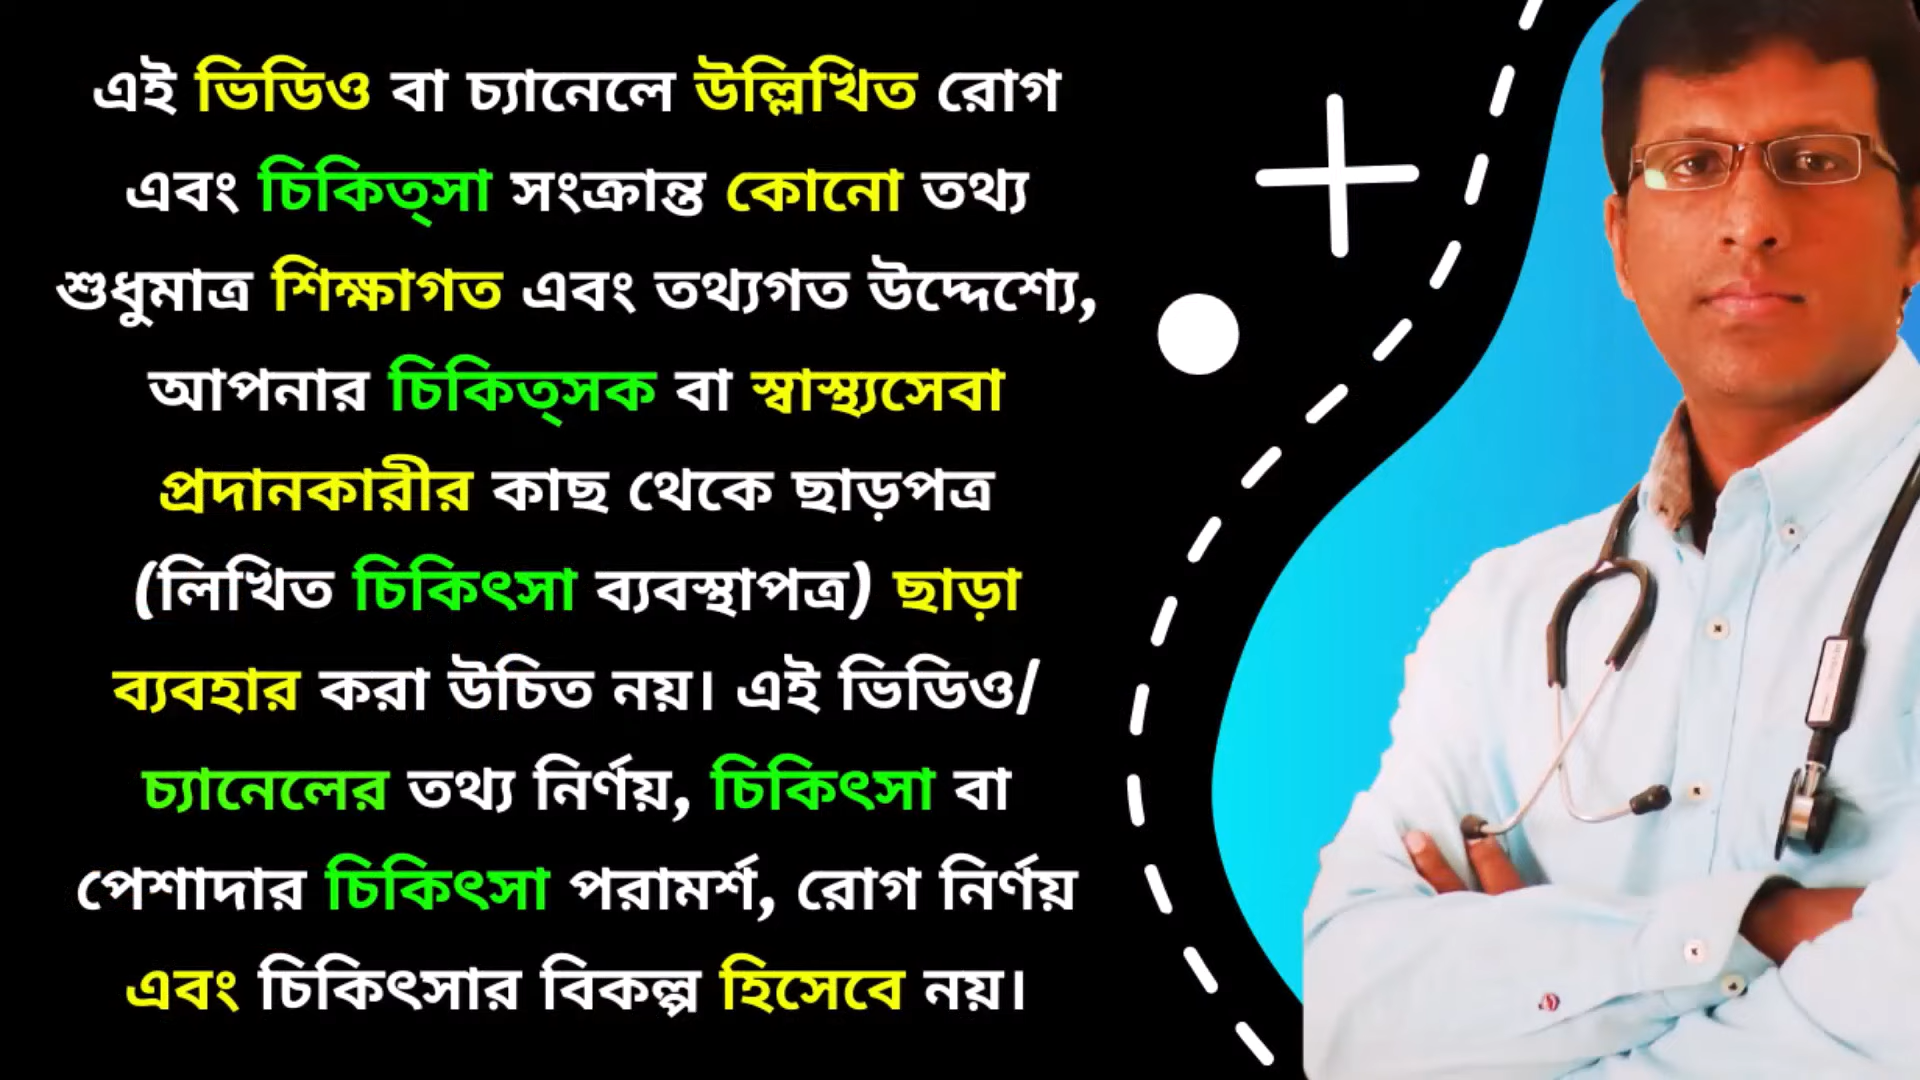 এই ভিডিও বা চ্যানেলে উল্লিখিত রোগ
এবং চিকিত্সা সংক্রান্ত কোনো তথ্য
শুধুমাত্র শিক্ষাগত এবং তথ্যগত উদ্দেশ্যে,
আপনার চিকিত্সক বা স্বাস্থ্যসেবা
প্রদানকারীর কাছ থেকে ছাড়পত্র
(লিখিত চিকিৎসা ব্যবস্থাপত্র) ছাড়া
ব্যবহার করা উচিত নয়। এই ভিডিও/
চ্যানেলের তথ্য নির্ণয়, চিকিৎসা বা
পেশাদার চিকিৎসা পরামর্শ, রোগ নির্ণয়
এবং চিকিৎসার বিকল্প হিসেবে নয়।